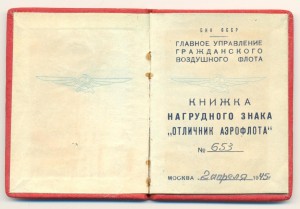 СНК СССР
ГЛАВНОЕ УПРАВЛЕНИЕ
ГРАЖДАНСКОГО
ВОЗДУШНОГО ФЛОТА
КНИЖКА
НАГРУДНОГО ЗНАКА
„ОТЛИЧНИК АЭРОФЛОТА"
№ 653
МОСКВА 2 апреля 1945